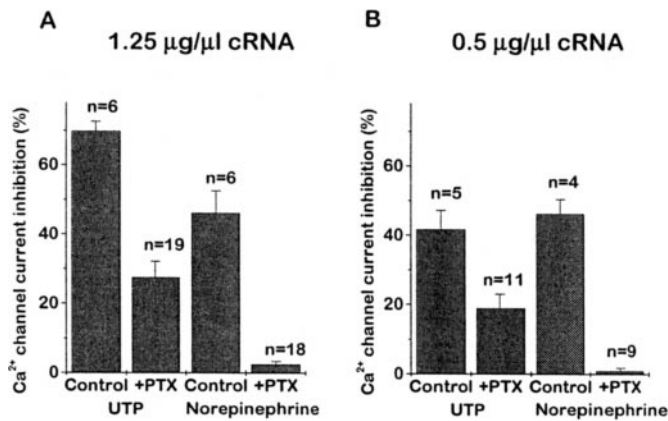 A
1.25 µg/µl cRNA
Ca2+ channel current inhibition (%)
60
40
20
0
n=6
n=19
n=6
n=18
Control +PTX Control +PTX
UTP Norepinephrine
B
0.5 µg/µl cRNA
Ca2+ channel current inhibition (%)
60
40
20
0
n=5
n=11
n=4
n=9
Control +PTX Control +PTX
UTP Norepinephrine